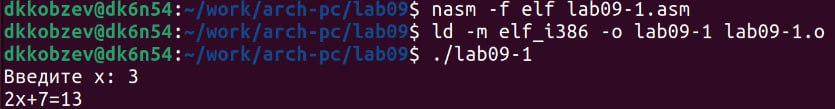 dkkobzev@dk6n54:~/work/arch-pc/lab09$ nasm -f elf lab09-1.asm
dkkobzev@dk6n54:~/work/arch-pc/lab09$ ld -m elf_i386 -o lab09-1 lab09-1.o
dkkobzev@dk6n54:~/work/arch-pc/lab09$ ./lab09-1
Введите x: 3
2x+7=13